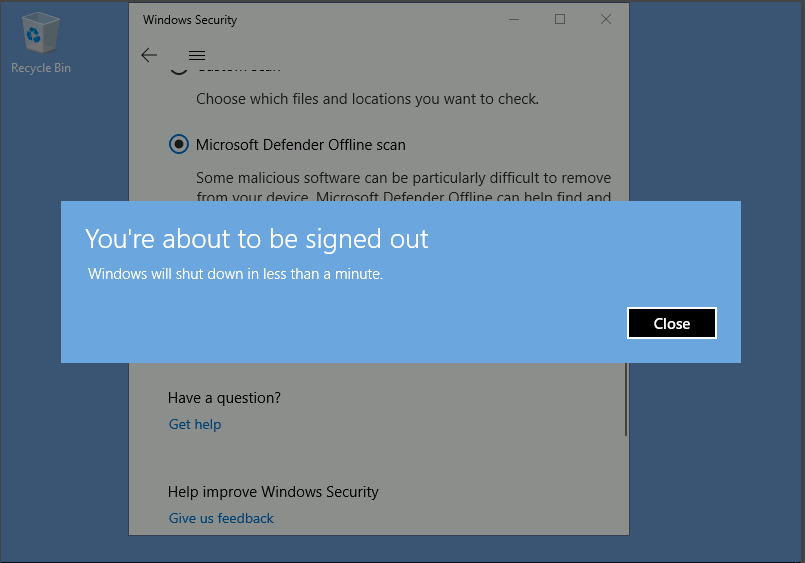 Recycle Bin
Windows Security
Custom scan
Choose which files and locations you want to check.
Microsoft Defender Offline scan
Some malicious software can be particularly difficult to remove
from your device. Microsoft Defender Offline can help find and
You're about to be signed out
Windows will shut down in less than a minute.
Close
Have a question?
Get help
Help improve Windows Security
Give us feedback